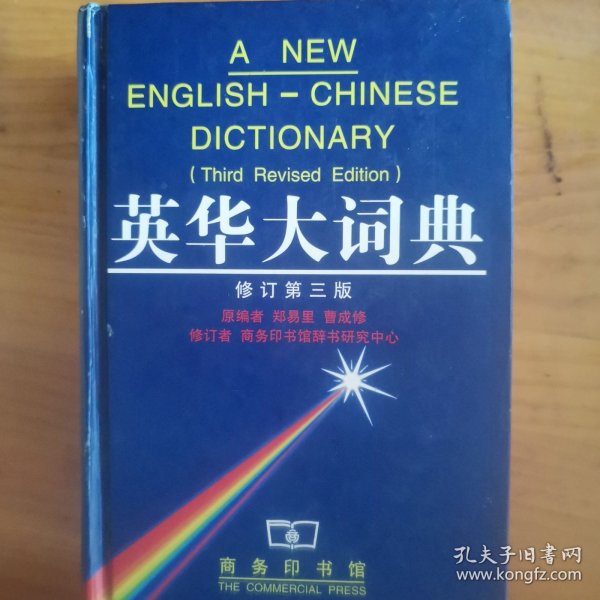 A NEW
ENGLISH – CHINESE
DICTIONARY
(Third Revised Edition)
英华大词典
修订第三版
原编者 郑易里 曹成修
修订者 商务印书馆辞书研究中心
商务印书馆
THE COMMERCIAL PRESS
孔夫子旧书网
www.kongfz.com